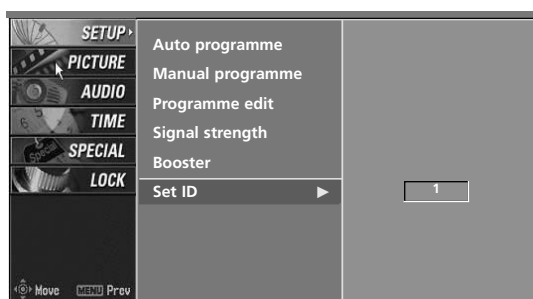 SETUP
PICTURE
AUDIO
TIME
SPECIAL
LOCK
Move MENU Prev
Auto programme
Manual programme
Programme edit
Signal strength
Booster
Set ID ▶
1